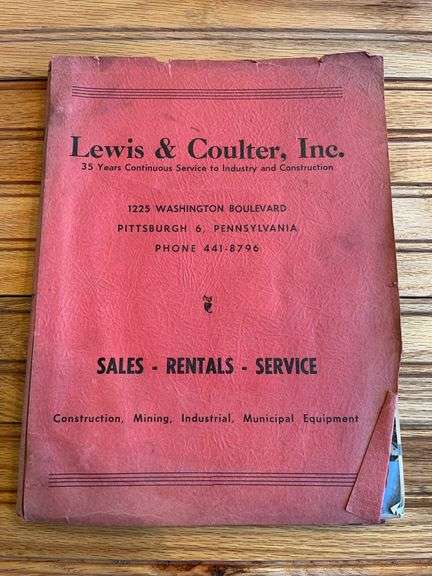 Lewis & Coulter, Inc.
35 Years Continuous Service to Industry and Construction
1225 WASHINGTON BOULEVARD
PITTSBURGH 6, PENNSYLVANIA
PHONE 441-8796
SALES - RENTALS - SERVICE
Construction, Mining, Industrial, Municipal Equipment